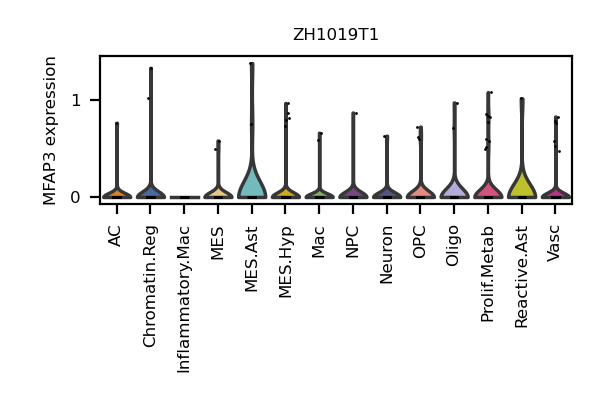 ZH1019T1
MFAP3 expression
1
0
AC
Chromatin.Reg
Inflammatory.Mac
MES
MES.Ast
MES.Hyp
Mac
NPC
Neuron
OPC
Oligo
Prolif.Metab
Reactive.Ast
Vasc